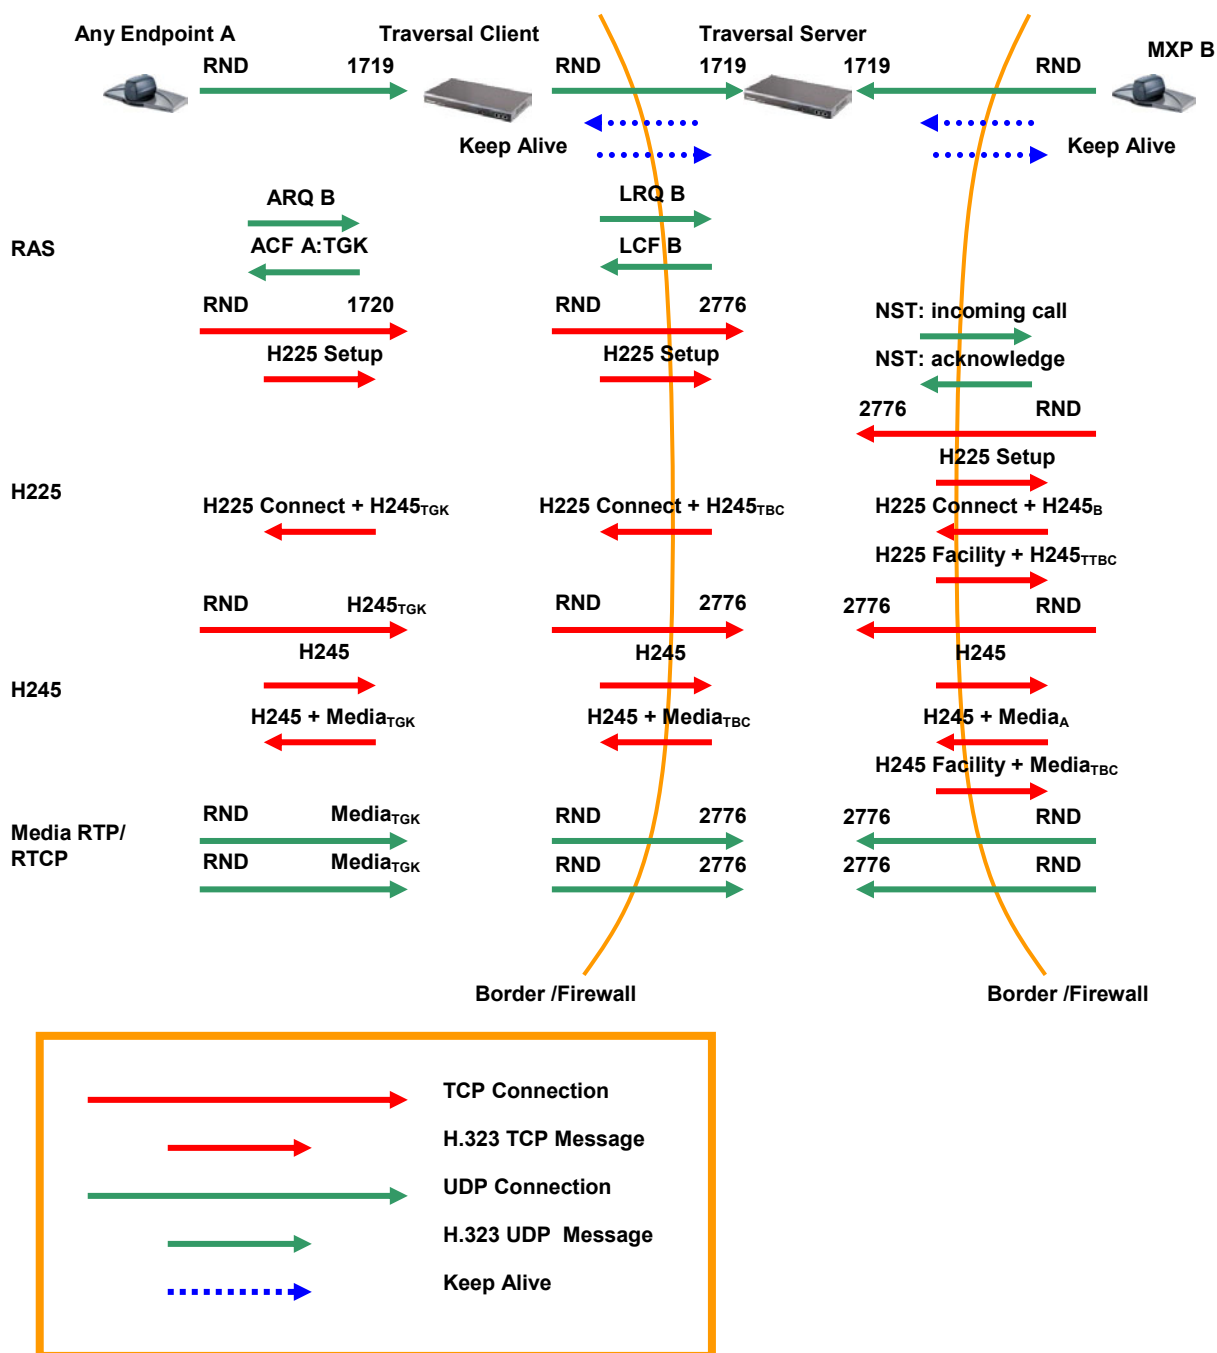 Any Endpoint A
Traversal Client
Traversal Server
MXP B
RND 1719 RND 1719 1719 RND
Keep Alive Keep Alive
ARQ B LRQ B
RAS
ACF A:TGK LCF B
RND 1720 RND 2776
NST: incoming call
H225 Setup H225 Setup
NST: acknowledge
2776 RND
H225 Setup
H225
H225 Connect + H245TGK H225 Connect + H245TBC H225 Connect + H245B
H225 Facility + H245TTBC
RND H245TGK RND 2776 2776 RND
H245 H245 H245
H245
H245 + MediaTGK H245 + MediaTBC H245 + MediaA
H245 Facility + MediaTBC
RND MediaTGK RND 2776 2776 RND
Media RTP/
RTCP
RND MediaTGK RND 2776 2776 RND
Border /Firewall Border /Firewall
TCP Connection
H.323 TCP Message
UDP Connection
H.323 UDP Message
Keep Alive